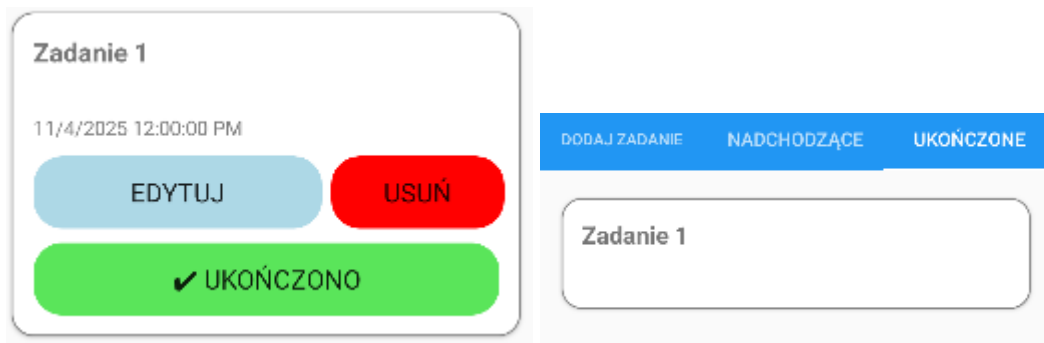 Zadanie 1
11/4/2025 12:00:00 PM
EDYTUJ
USUŃ
✔ UKOŃCZONO
DODAJ ZADANIE NADCHODZĄCE UKOŃCZONE
Zadanie 1